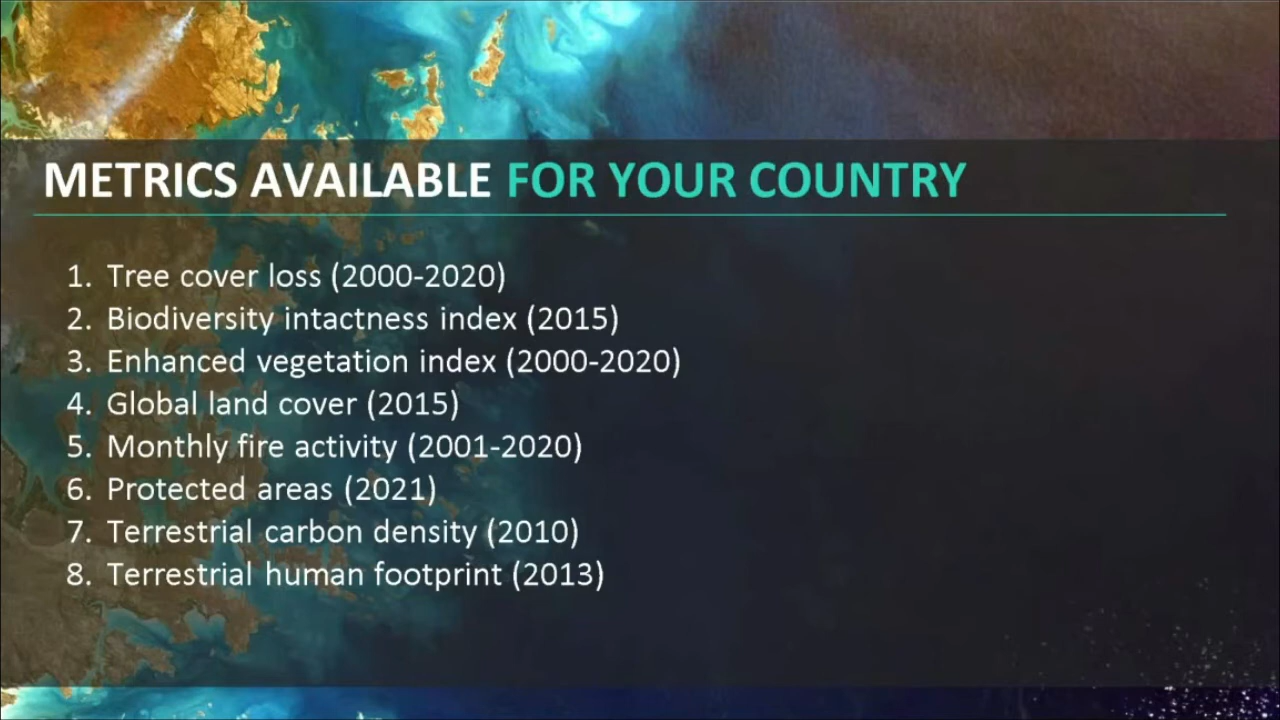 METRICS AVAILABLE FOR YOUR COUNTRY
1. Tree cover loss (2000-2020)
2. Biodiversity intactness index (2015)
3. Enhanced vegetation index (2000-2020)
4. Global land cover (2015)
5. Monthly fire activity (2001-2020)
6. Protected areas (2021)
7. Terrestrial carbon density (2010)
8. Terrestrial human footprint (2013)